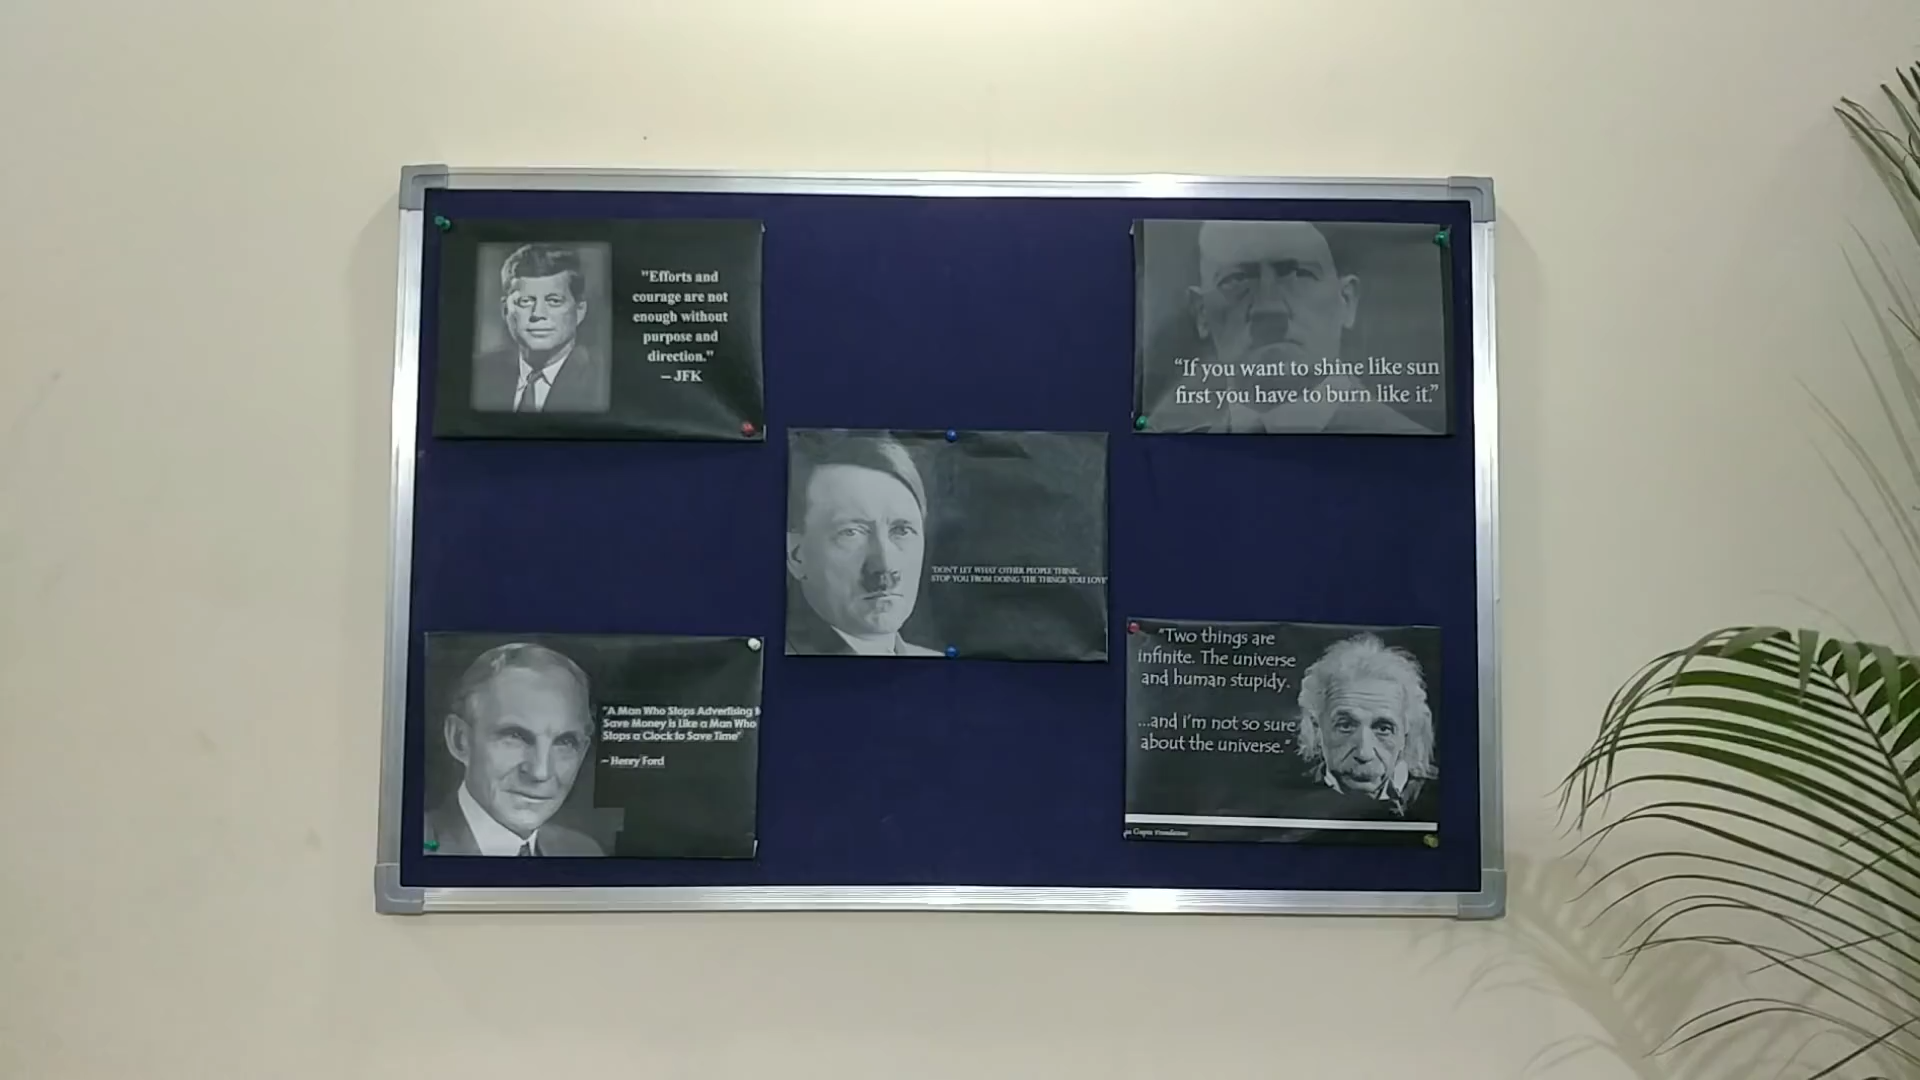 "Efforts and
courage are not
enough without
purpose and
direction."
– JFK
“If you want to shine like sun
first you have to burn like it.”
"DON'T LET WHAT OTHER PEOPLE THINK,
STOP YOU FROM DOING THE THINGS YOU LOVE"
"A Man Who Stops Advertising
Save Money is Like a Man Who
Stops a Clock to Save Time"
– Henry Ford
"Two things are
infinite. The universe
and human stupidy.
...and i'm not so sure
about the universe."
Gupta Foundation